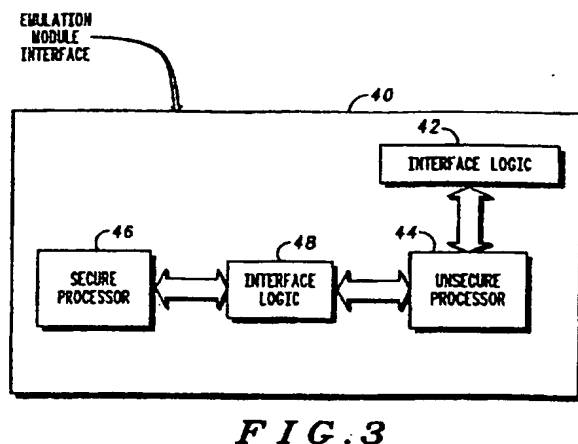 EMULATION
MODULE
INTERFACE
40
42
INTERFACE LOGIC
46
48
44
SECURE
PROCESSOR
INTERFACE
LOGIC
UNSECURE
PROCESSOR
FIG.3